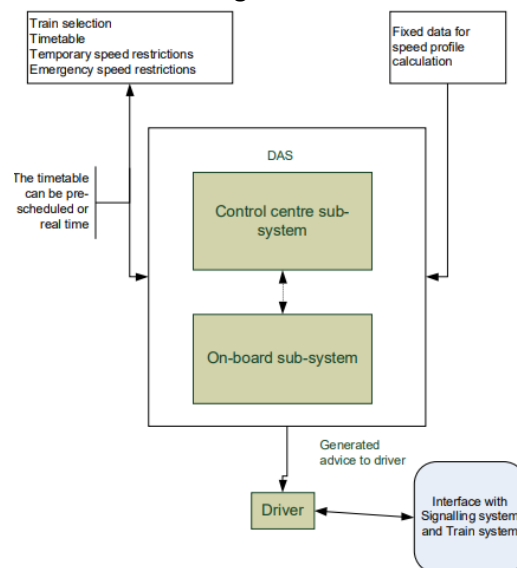 Train selection
Timetable
Temporary speed restrictions
Emergency speed restrictions
Fixed data for
speed profile
calculation
The timetable
can be pre-
scheduled or
real time
DAS
Control centre sub-
system
On-board sub-system
Generated
advice to driver
Driver
Interface with
Signalling system
and Train system